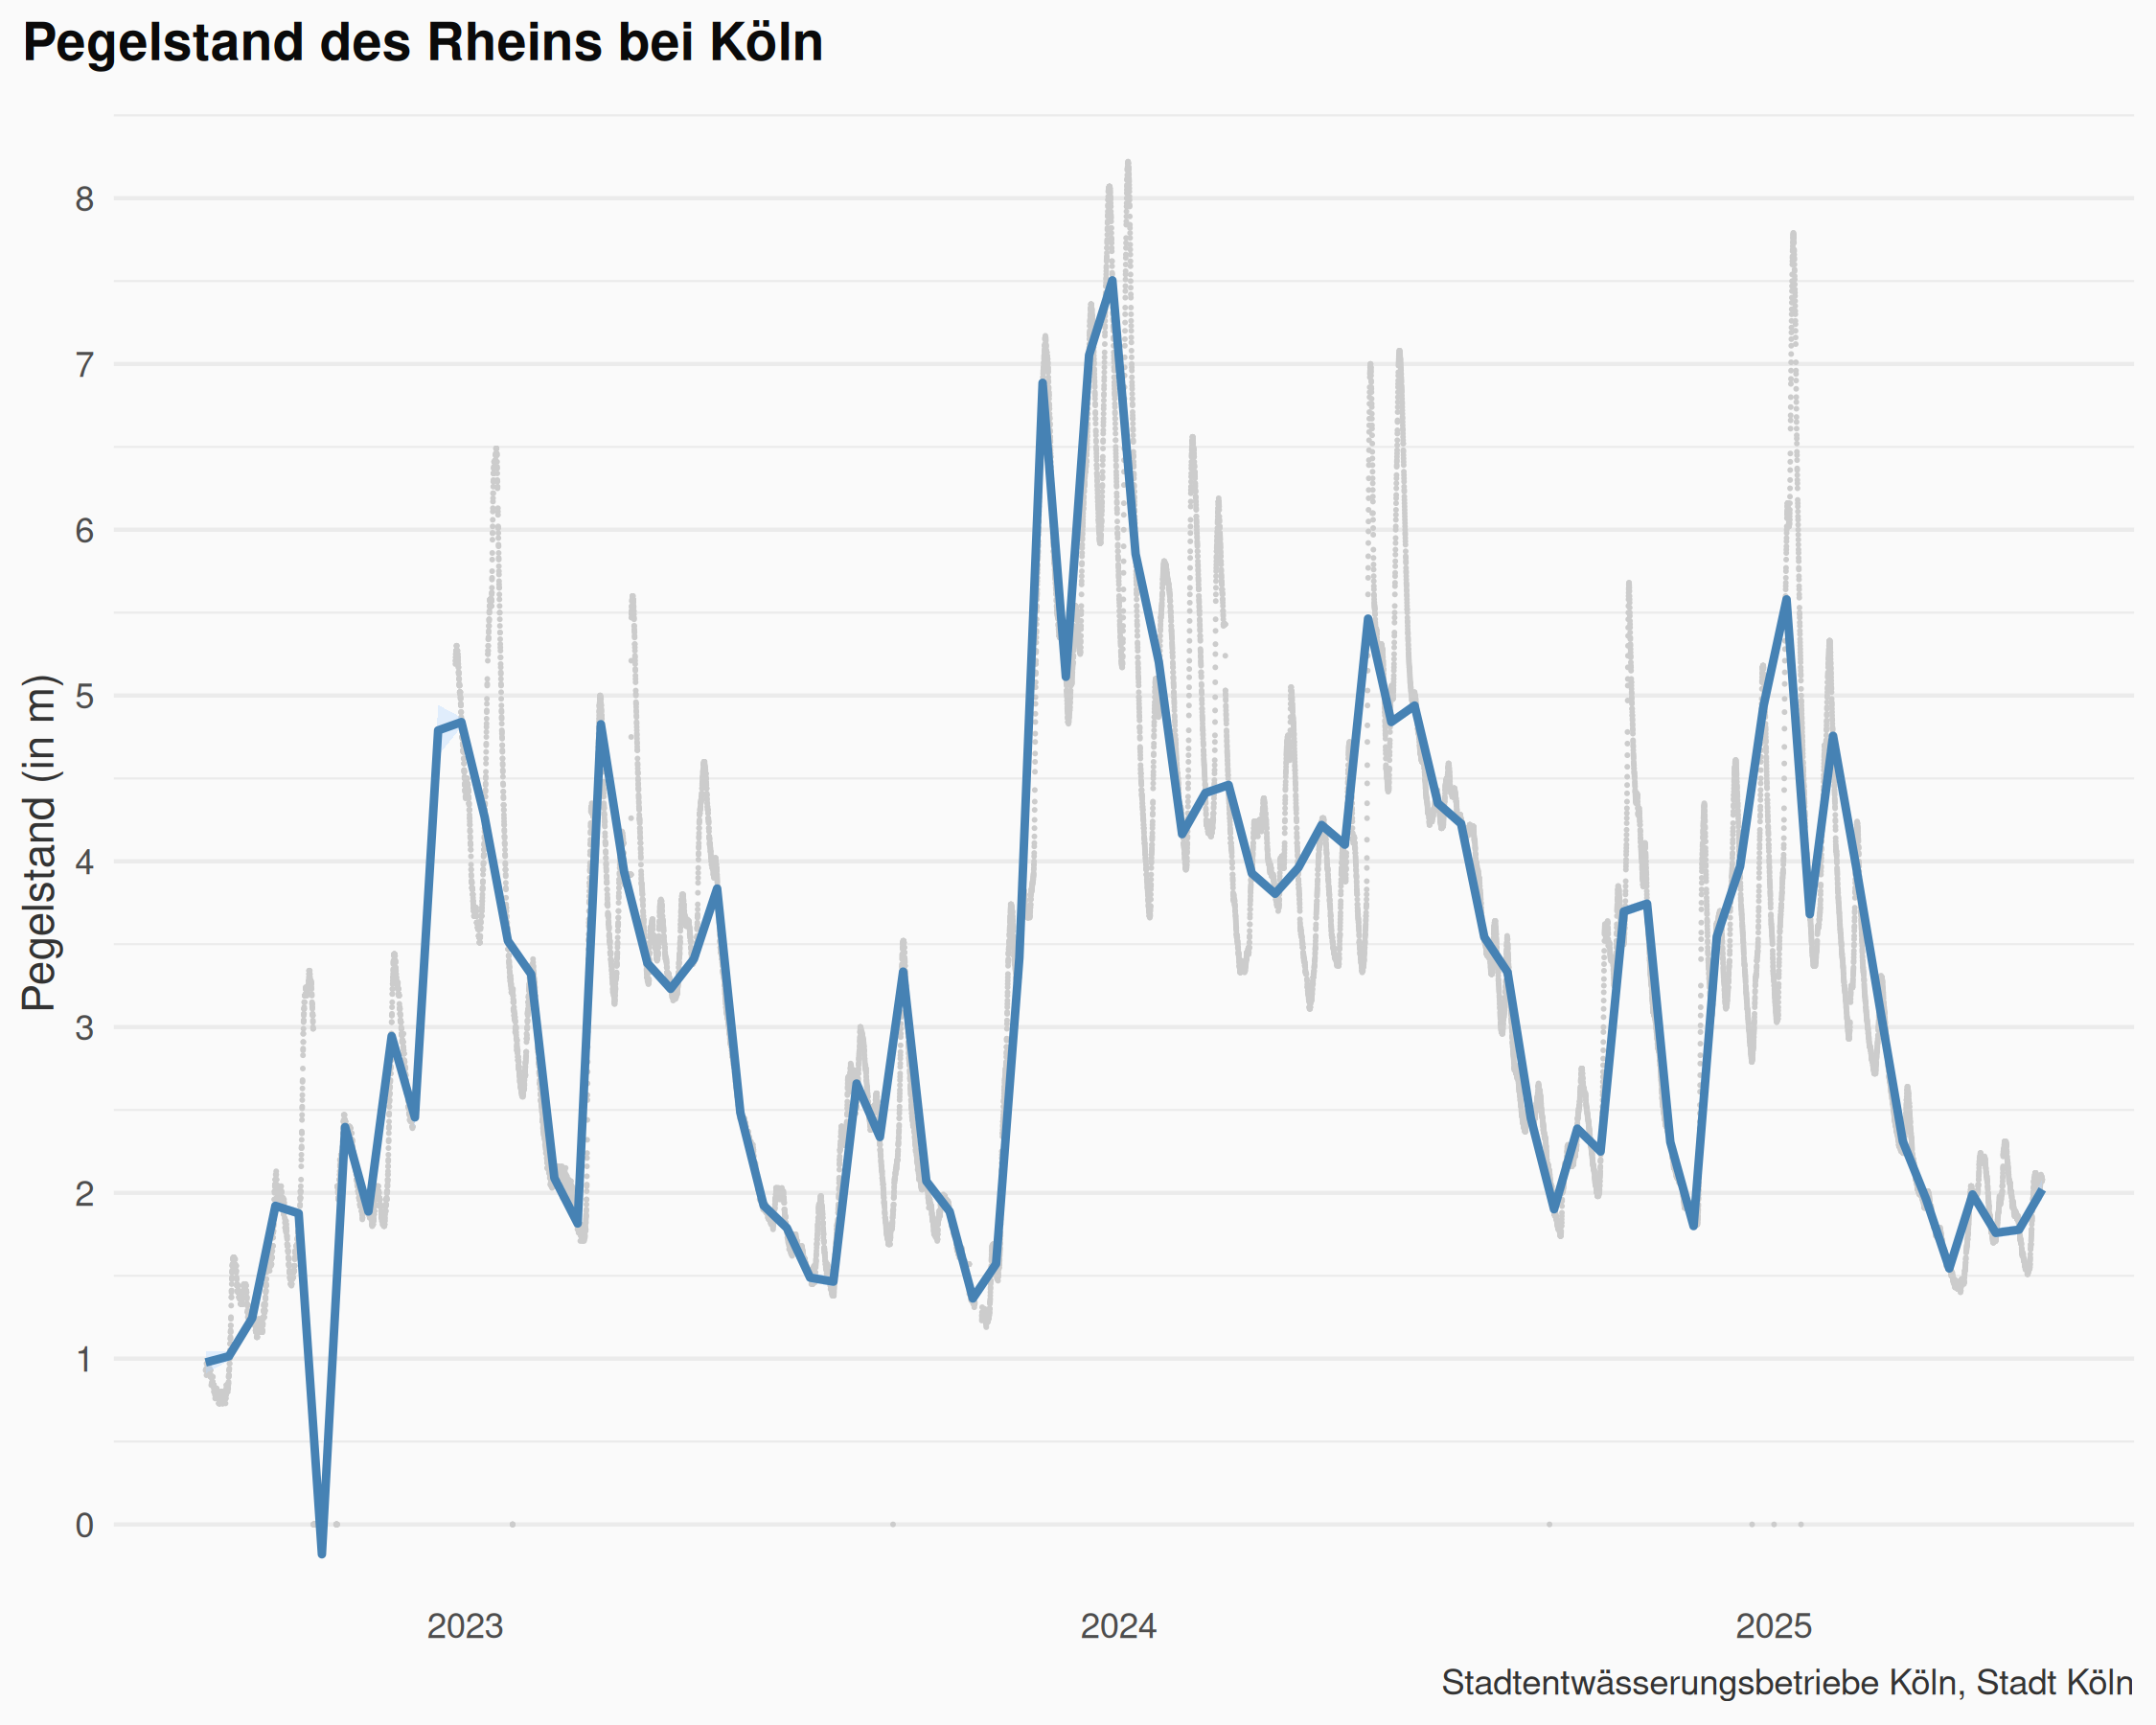 Pegelstand des Rheins bei Köln
Pegelstand (in m)
8
7
6
5
4
3
2
1
0
2023 2024 2025
Stadtentwässerungsbetriebe Köln, Stadt Köln